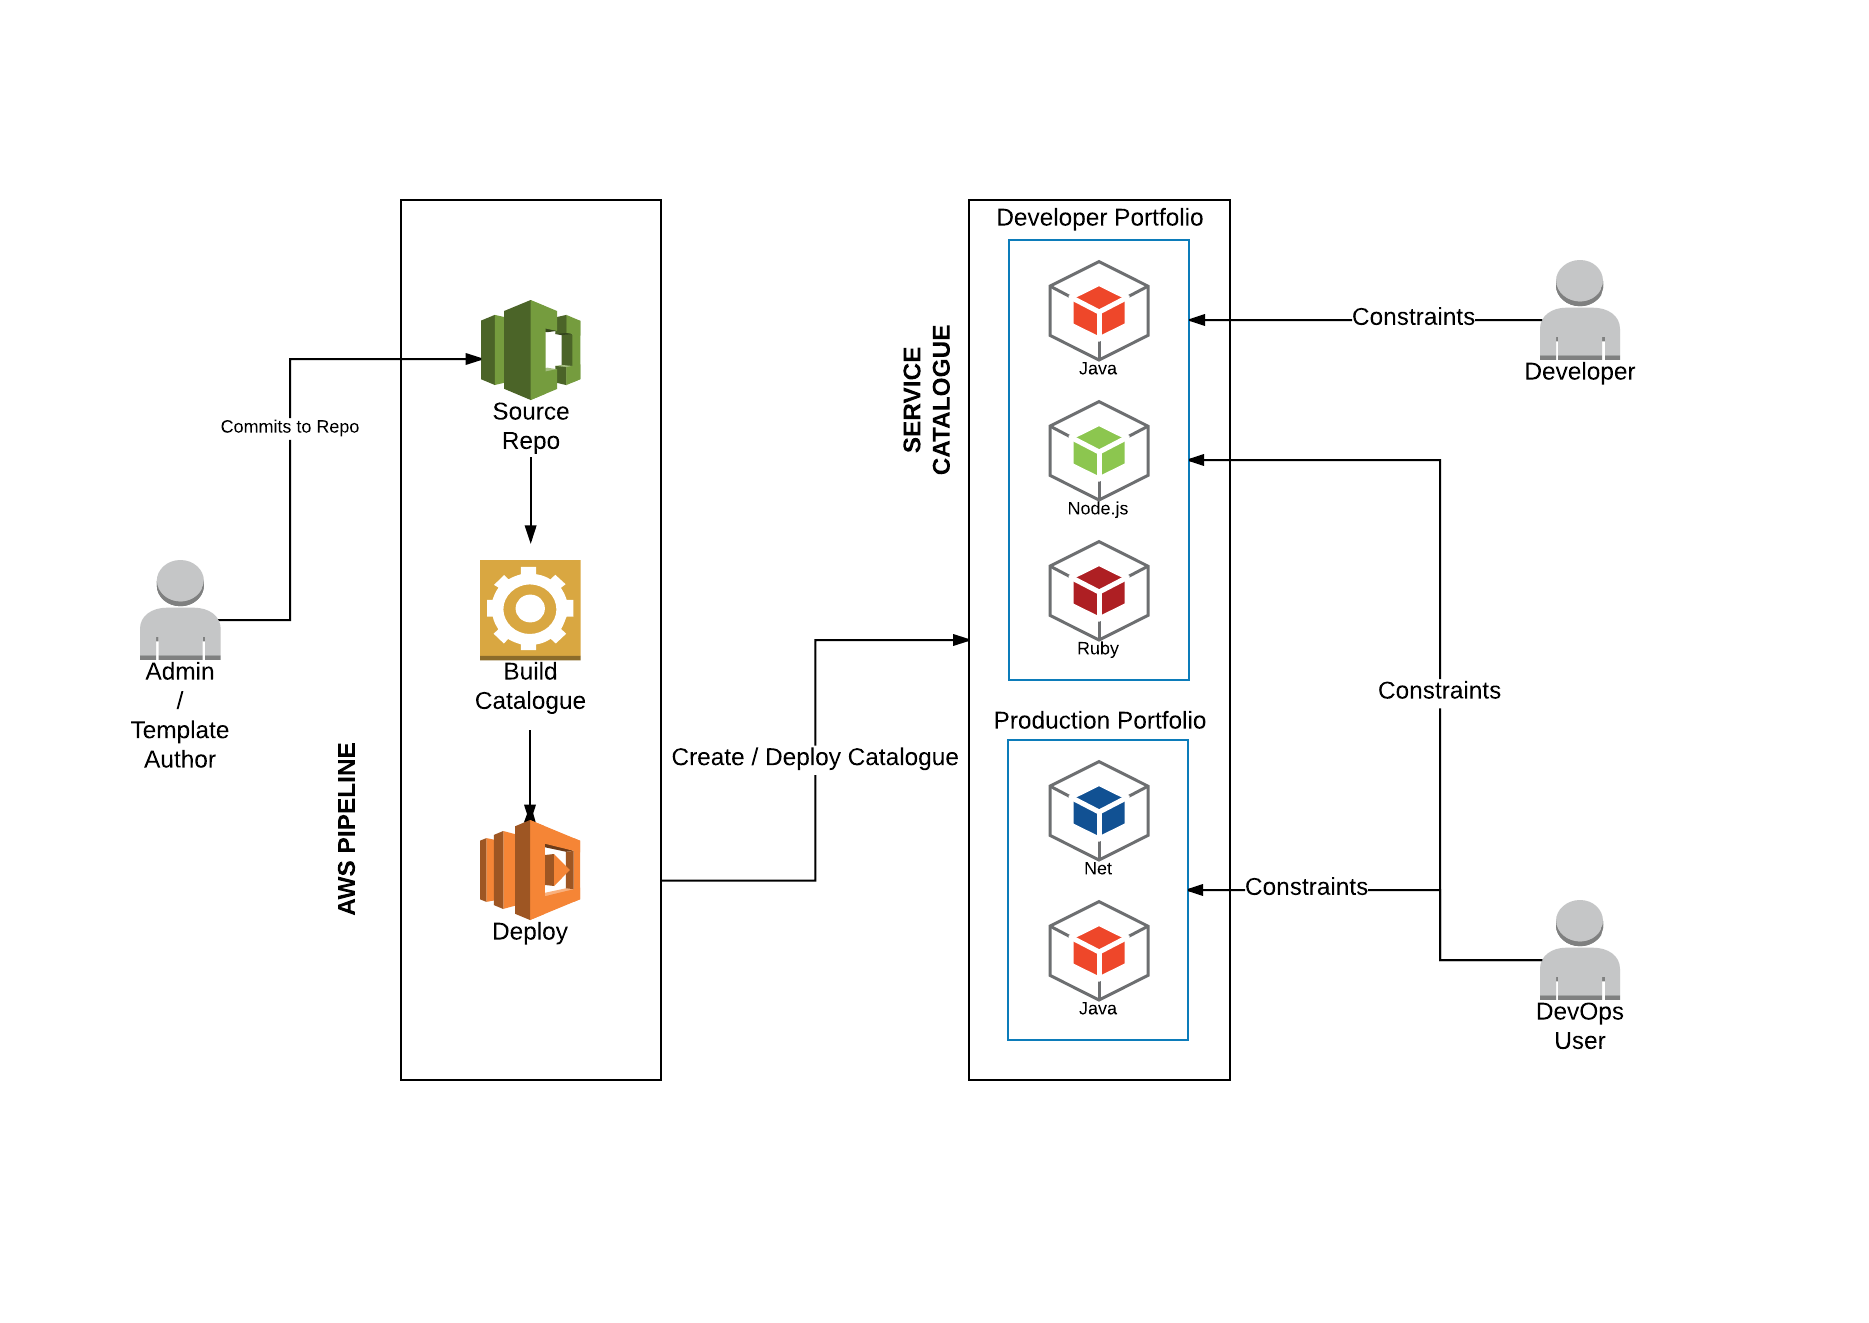 Commits to Repo
Admin
/
Template
Author
AWS PIPELINE
Source
Repo
Build
Catalogue
Deploy
Create / Deploy Catalogue
SERVICE
CATALOGUE
Developer Portfolio
Java
Node.js
Ruby
Production Portfolio
Net
Java
Constraints
Developer
Constraints
Constraints
DevOps
User